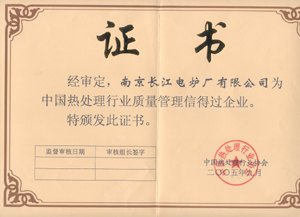 证书
经审定，南京长江电炉厂有限公司为
中国热处理行业质量管理信得过企业。
特颁发此证书。
监督审核日期 审核组长签字
中国热处理行业协会
二〇〇五年九月